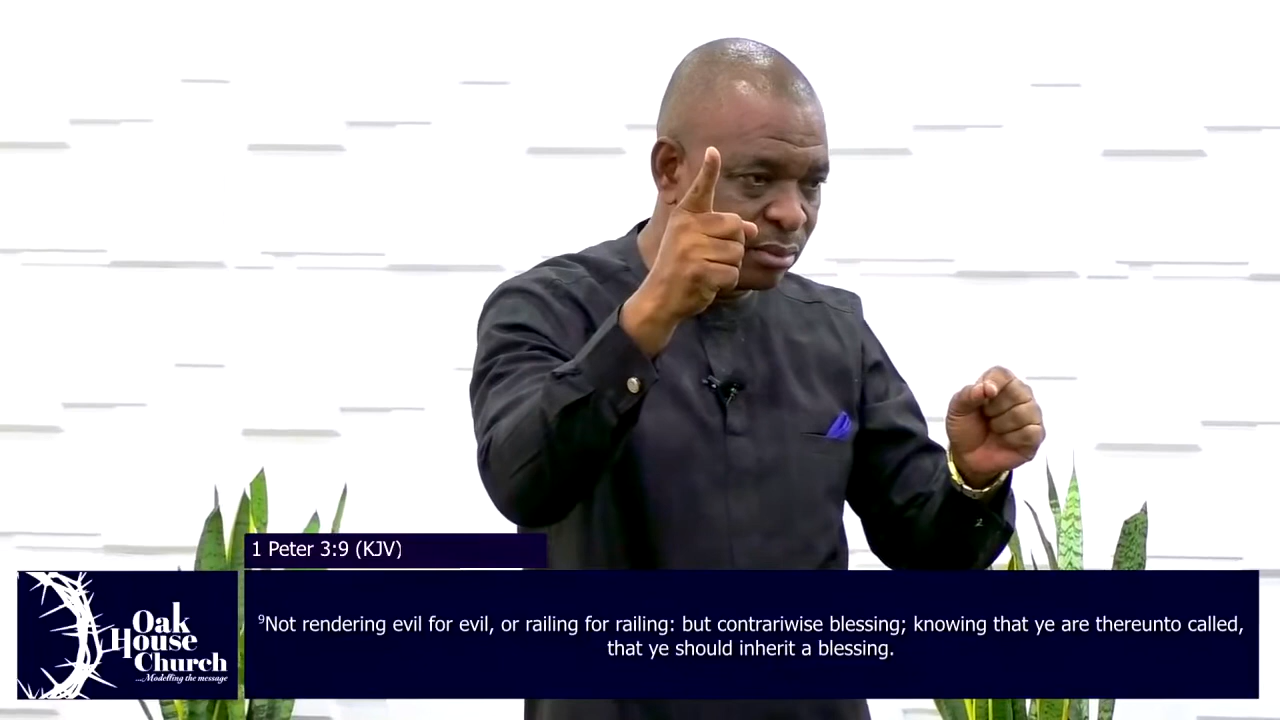 1 Peter 3:9 (KJV)
Oak
House
Church
...Modelling the message
⁹Not rendering evil for evil, or railing for railing: but contrariwise blessing; knowing that ye are thereunto called,
that ye should inherit a blessing.